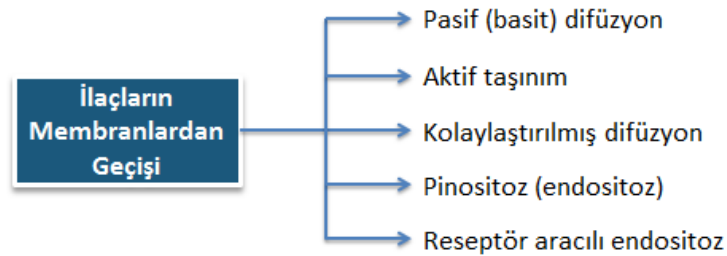 İlaçların
Membranlardan
Geçişi
Pasif (basit) difüzyon
Aktif taşınım
Kolaylaştırılmış difüzyon
Pinositoz (endositoz)
Reseptör aracılı endositoz